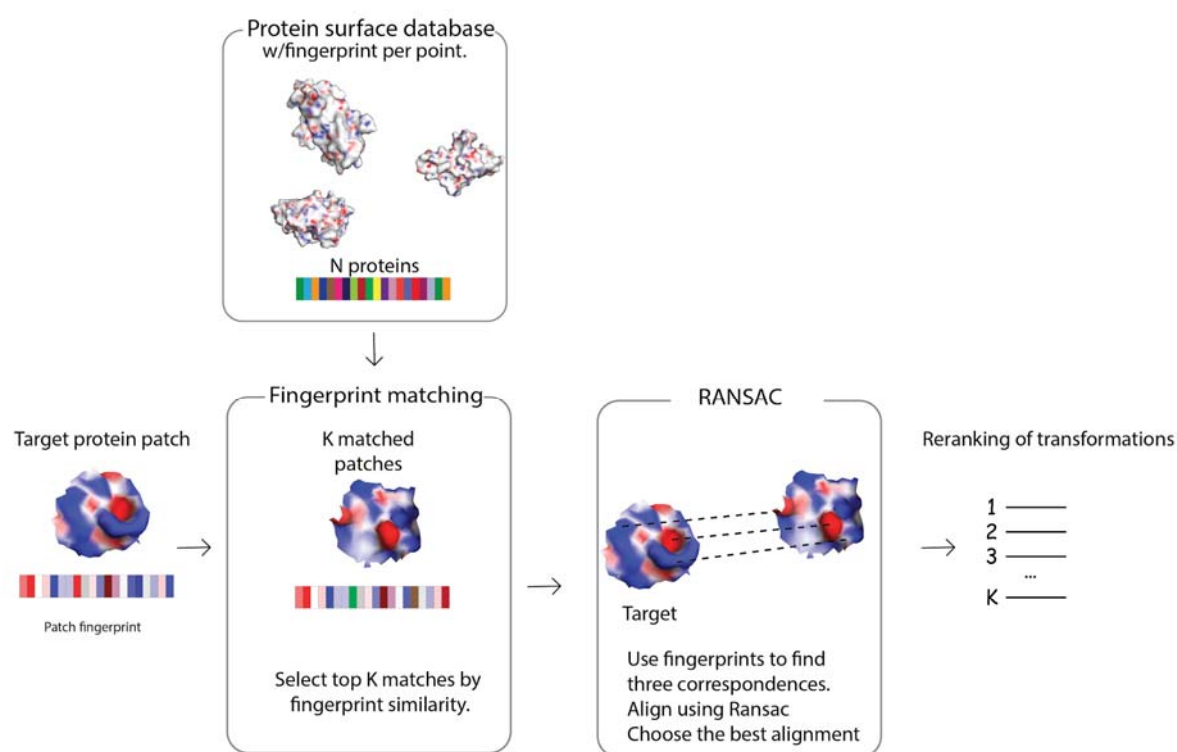 Protein surface database
w/fingerprint per point.
N proteins
Target protein patch
Patch fingerprint
Fingerprint matching
K matched
patches
Select top K matches by
fingerprint similarity.
RANSAC
Target
Use fingerprints to find
three correspondences.
Align using Ransac
Choose the best alignment
Reranking of transformations
1
2
3
...
K